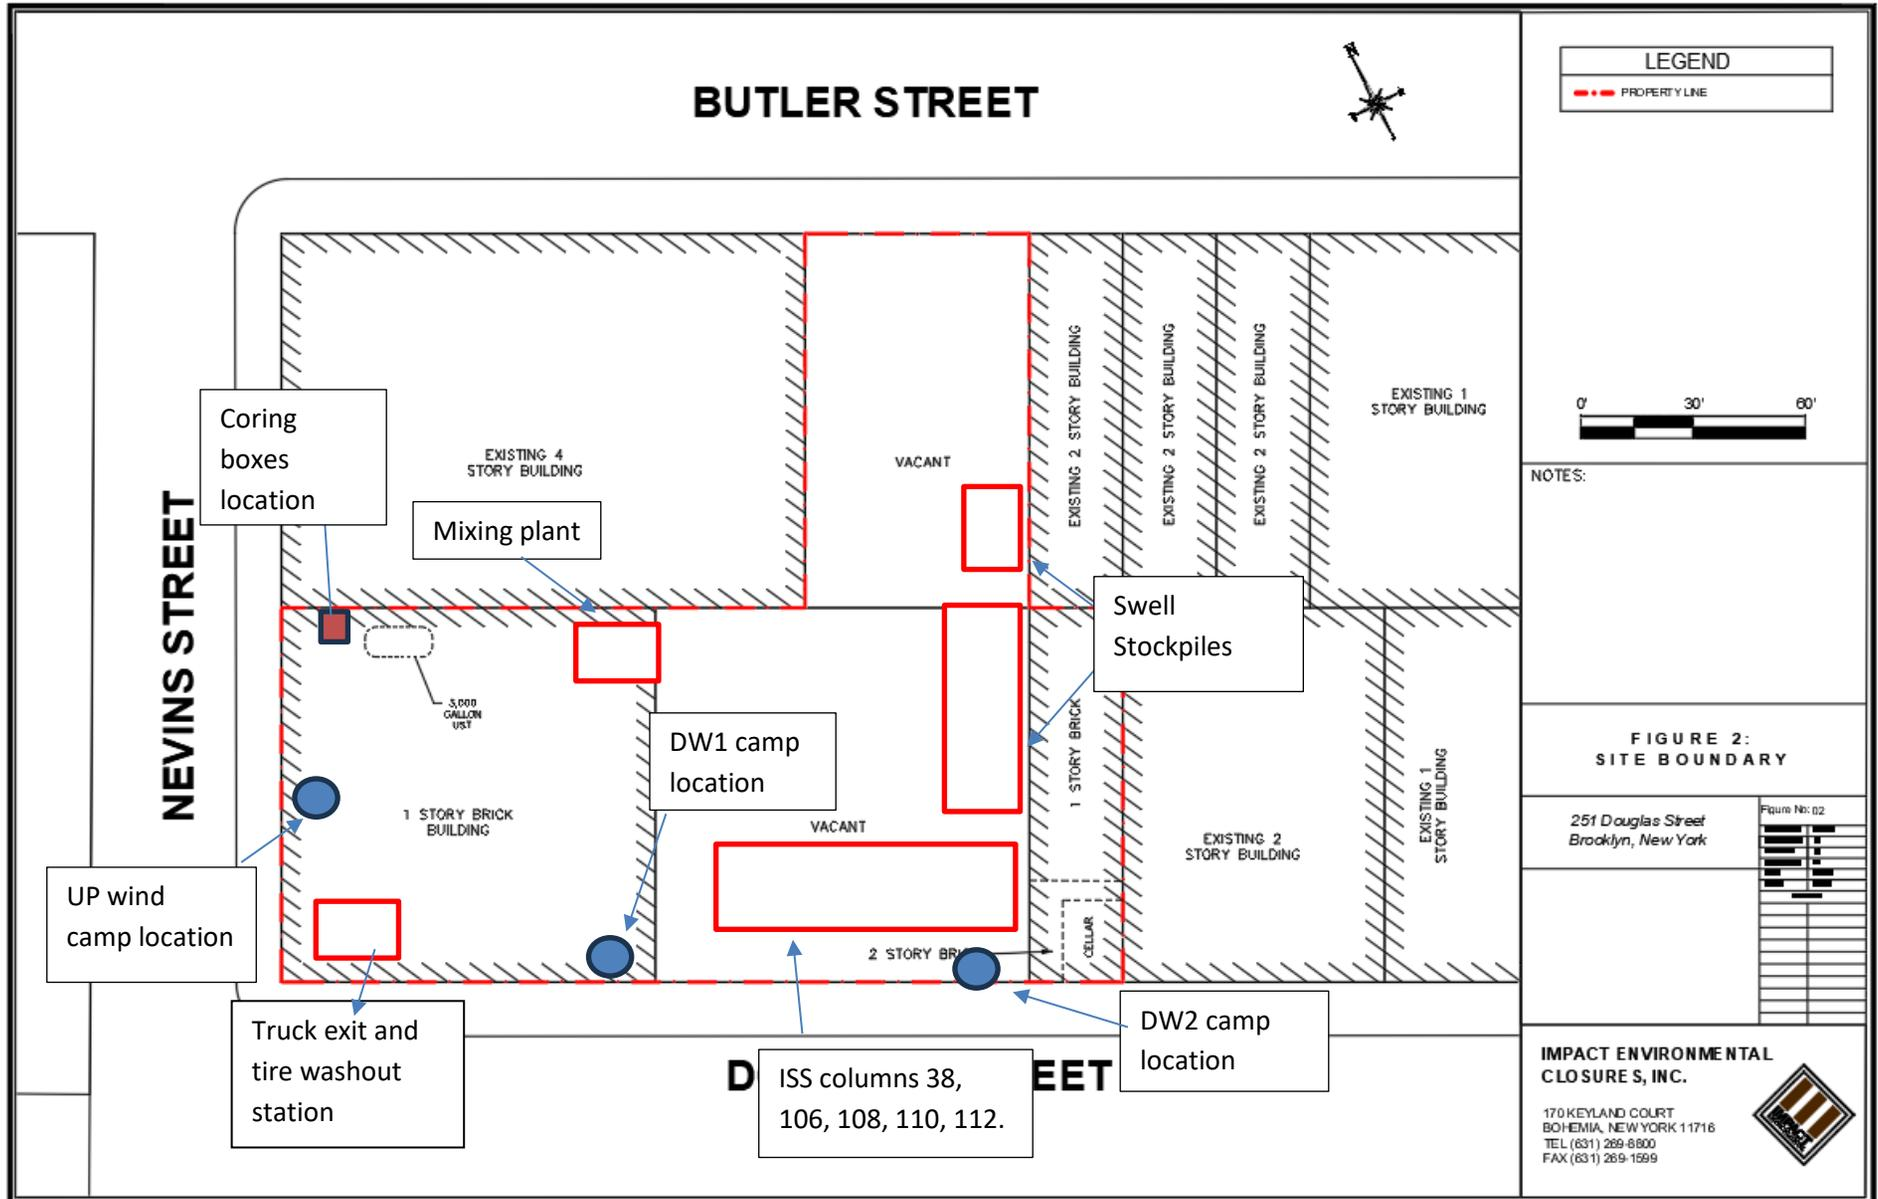 BUTLER STREET
N
LEGEND
PROPERTY LINE
0' 30' 60'
NOTES:
EXISTING 2 STORY BUILDING
EXISTING 2 STORY BUILDING
EXISTING 2 STORY BUILDING
EXISTING 1
STORY BUILDING
Coring
boxes
location
EXISTING 4
STORY BUILDING
VACANT
Mixing plant
NEVINS STREET
Swell
Stockpiles
GALLON
UST
DW1 camp
location
1 STORY BRICK
1 STORY BRICK
BUILDING
VACANT
EXISTING 2
STORY BUILDING
EXISTING 1
STORY BUILDING
UP wind
camp location
2 STORY BRI
CELLAR
Truck exit and
tire washout
station
ISS columns 38,
106, 108, 110, 112.
DW2 camp
location
D
EET
FIGURE 2:
SITE BOUNDARY
251 Douglas Street
Brooklyn, New York
Figure No: 02
IMPACT ENVIRONMENTAL
CLOSURES, INC.
170 KEYLAND COURT
BOHEMIA, NEW YORK 11716
TEL (631) 269-8800
FAX (631) 269-1599